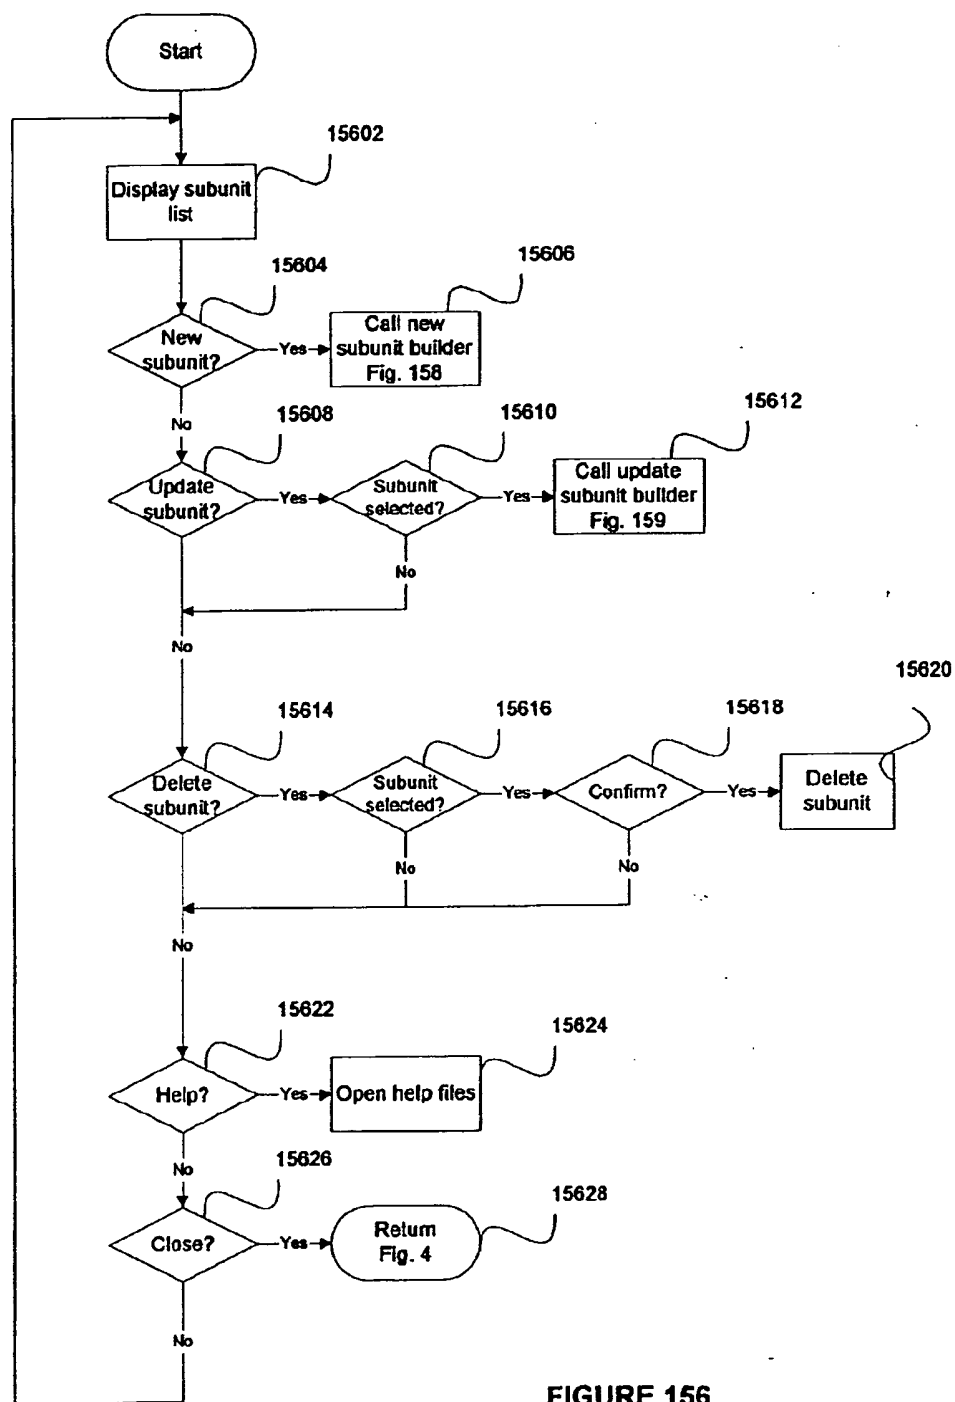 Start
15602
Display subunit
list
15604
15606
New
subunit?
Yes
Call new
subunit builder
Fig. 158
No
15608
15610
15612
Update
subunit?
Yes
Subunit
selected?
Yes
Call update
subunit builder
Fig. 159
No
No
15620
15614
15616
15618
Delete
subunit?
Yes
Subunit
selected?
Yes
Confirm?
Yes
Delete
subunit
No
No
No
15622
15624
Help?
Yes
Open help files
No
15626
15628
Close?
Yes
Return
Fig. 4
No
FIGURE 156